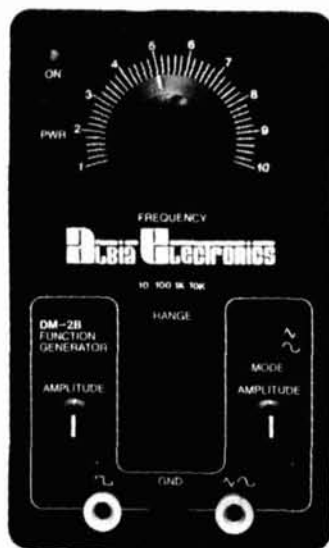 5 6
4 7
ON
3 8
PWR 2 9
1 10
FREQUENCY
Albia Electronics
10 100 1K 10K
RANGE
DM-2B
FUNCTION
GENERATOR
MODE
AMPLITUDE AMPLITUDE
GND